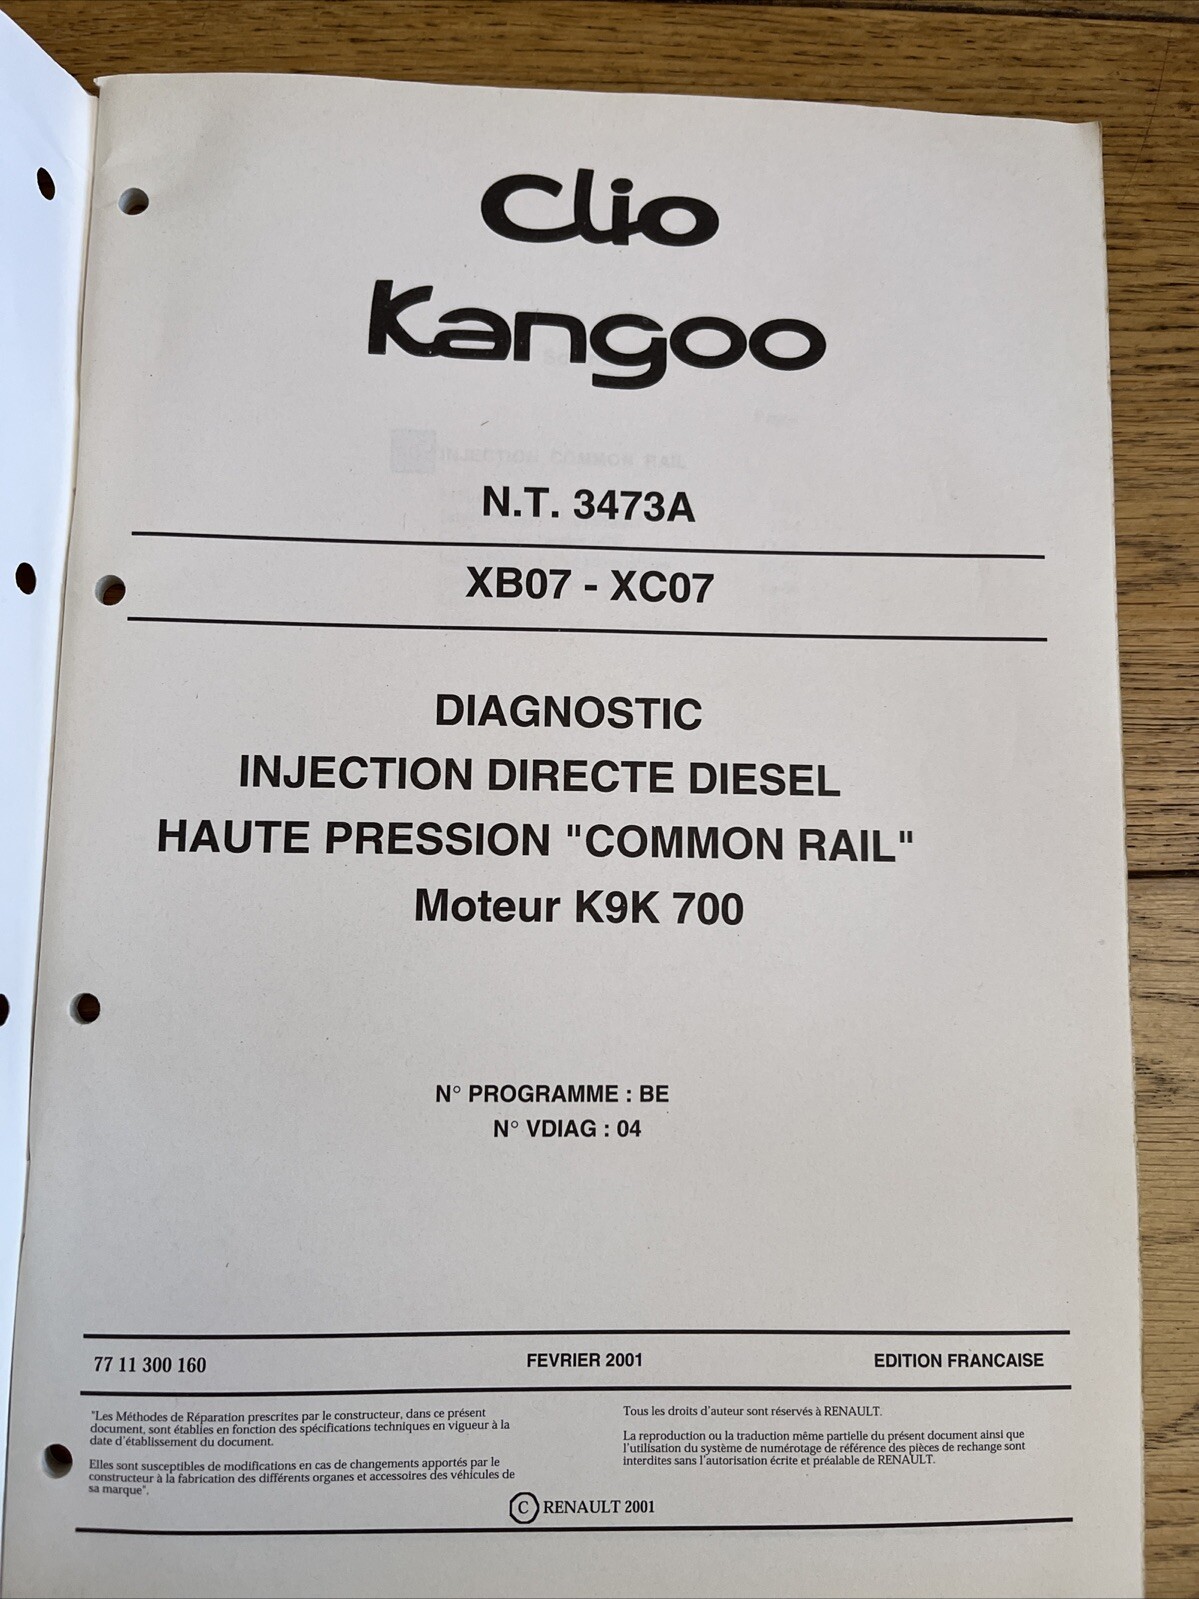 Clio
Kangoo
N.T. 3473A
XB07 - XC07
DIAGNOSTIC
INJECTION DIRECTE DIESEL
HAUTE PRESSION "COMMON RAIL"
Moteur K9K 700
N° PROGRAMME : BE
N° VDIAG : 04
77 11 300 160
FEVRIER 2001
EDITION FRANCAISE
"Les Méthodes de Réparation prescrites par le constructeur, dans ce présent
document, sont établies en fonction des spécifications techniques en vigueur à la
date d'établissement du document.
Elles sont susceptibles de modifications en cas de changements apportés par le
constructeur à la fabrication des différents organes et accessoires des véhicules de
sa marque".
Tous les droits d'auteur sont réservés à RENAULT.
La reproduction ou la traduction même partielle du présent document ainsi que
l'utilisation du système de numérotage de référence des pièces de rechange sont
interdites sans l'autorisation écrite et préalable de RENAULT.
© RENAULT 2001